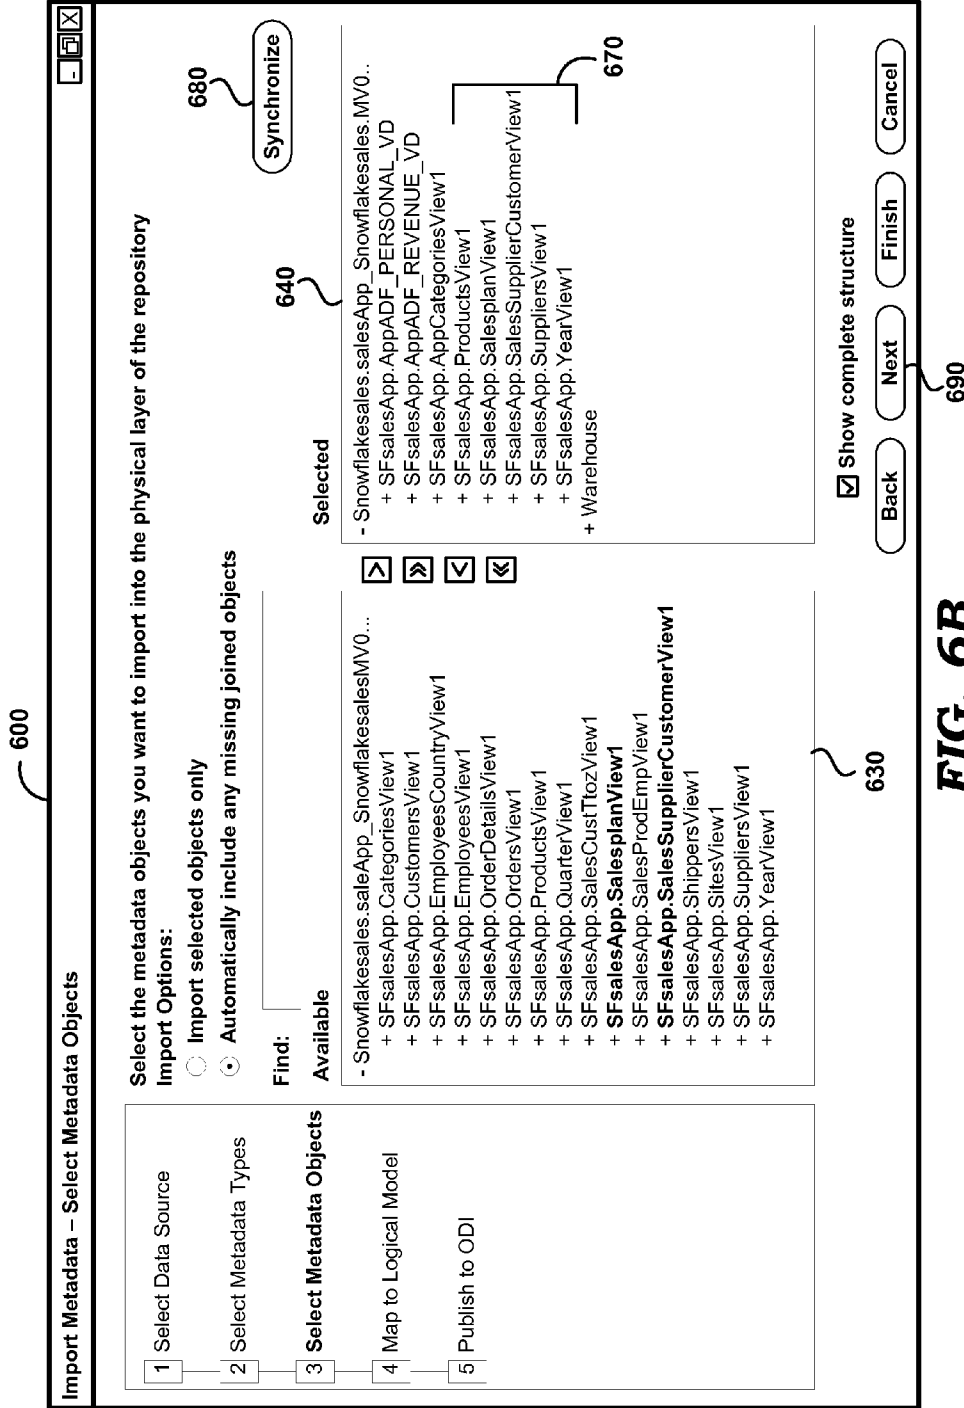 600
Import Metadata – Select Metadata Objects
1 Select Data Source
2 Select Metadata Types
3 Select Metadata Objects
4 Map to Logical Model
5 Publish to ODI
Select the metadata objects you want to import into the physical layer of the repository
Import Options:
Import selected objects only
Automatically include any missing joined objects
Find:
680
Synchronize
Available
- Snowflakesales.saleApp_SnowflakesalesMV0...
+ SFsalesApp.CategoriesView1
+ SFsalesApp.CustomersView1
+ SFsalesApp.EmployeesCountryView1
+ SFsalesApp.EmployeesView1
+ SFsalesApp.OrderDetailsView1
+ SFsalesApp.OrdersView1
+ SFsalesApp.ProductsView1
+ SFsalesApp.QuarterView1
+ SFsalesApp.SalesCustTtozView1
+ SFsalesApp.SalesplanView1
+ SFsalesApp.SalesProdEmpView1
+ SFsalesApp.SalesSupplierCustomerView1
+ SFsalesApp.ShippersView1
+ SFsalesApp.SitesView1
+ SFsalesApp.SuppliersView1
+ SFsalesApp.YearView1
630
> 
»
<
«
Selected
640
- Snowflakesales.salesApp_Snowflakesales.MV0..
+ SFsalesApp.AppADF_PERSONAL_VD
+ SFsalesApp.AppADF_REVENUE_VD
+ SFsalesApp.AppCategoriesView1
+ SFsalesApp.ProductsView1
+ SFsalesApp.SalesplanView1
+ SFsalesApp.SalesSupplierCustomerView1
+ SFsalesApp.SuppliersView1
+ SFsalesApp.YearView1
+ Warehouse
670
Show complete structure
Back Next Finish Cancel
690
FIG. 6B